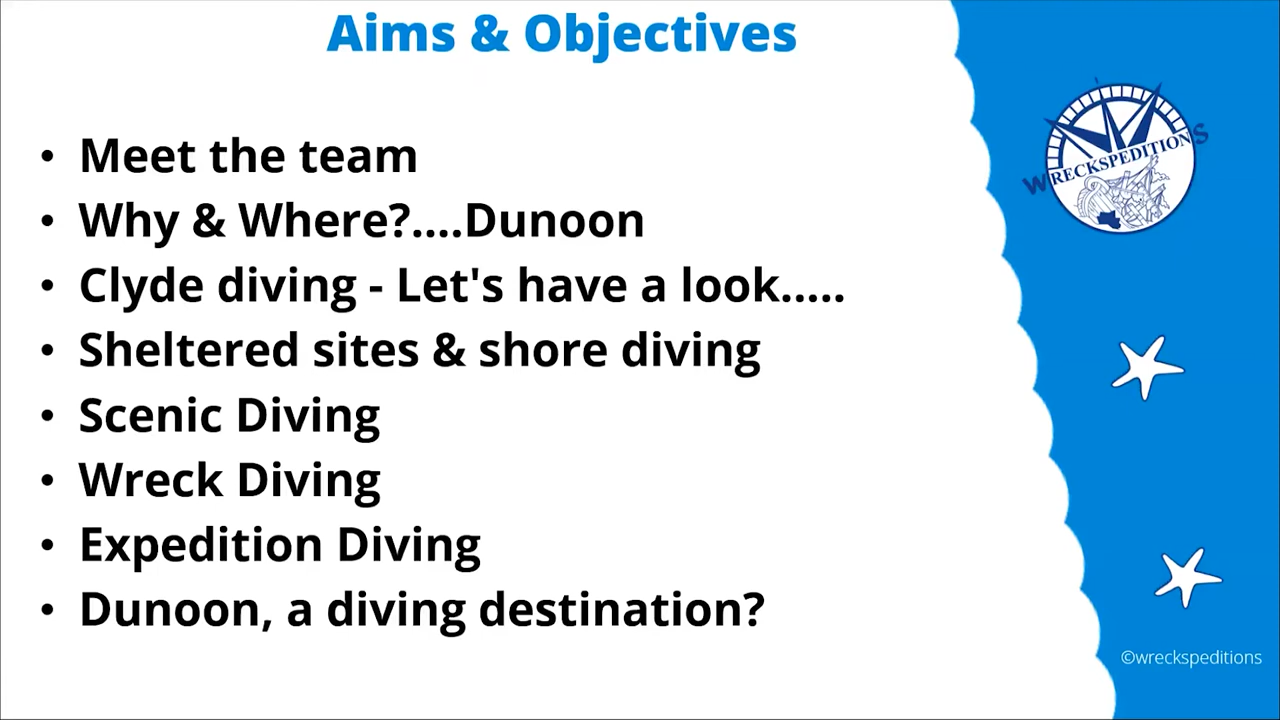 Aims & Objectives
WRECKSPEDITIONS
• Meet the team
• Why & Where?....Dunoon
• Clyde diving - Let's have a look.....
• Sheltered sites & shore diving
• Scenic Diving
• Wreck Diving
• Expedition Diving
• Dunoon, a diving destination?
©wreckspeditions